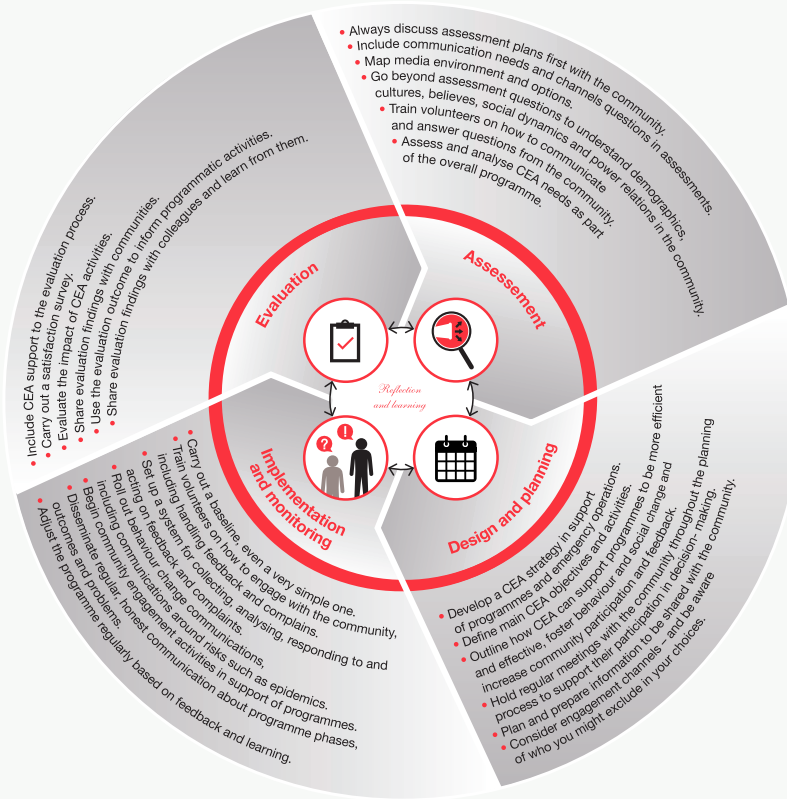 Always discuss assessment plans first with the community.
Include communication needs and channels questions in assessments.
Map media environment and options.
Go beyond assessment questions to understand demographics,
cultures, believes, social dynamics and power relations in the community.
Train volunteers on how to communicate
and answer questions from the community.
Assess and analyse CEA needs as part
of the overall programme.
Assessement
Develop a CEA strategy in support
of programmes and emergency operations.
Define main CEA objectives and activities.
Outline how CEA can support programmes to be more efficient
and effective, foster behaviour and social change and
increase community participation and feedback.
Hold regular meetings with the community throughout the planning
process to support their participation in decision- making.
Plan and prepare information to be shared with the community.
Consider engagement channels – and be aware
of who you might exclude in your choices.
Design and planning
Carry out a baseline, even a very simple one.
Train volunteers on how to engage with the community,
including handling feedback and complains.
Set up a system for collecting, analysing, responding to and
acting on feedback and complaints.
Roll out behaviour change communications,
including communications around risks such as epidemics.
Begin community engagement activities in support of programmes.
Disseminate regular, honest communication about programme phases,
outcomes and problems.
Adjust the programme regularly based on feedback and learning.
Implementation
and monitoring
Include CEA support to the evaluation process.
Carry out a satisfaction survey.
Evaluate the impact of CEA activities.
Share evaluation findings with communities.
Use the evaluation outcome to inform programmatic activities.
Share evaluation findings with colleagues and learn from them.
Evaluation
Reflection
and learning
? !